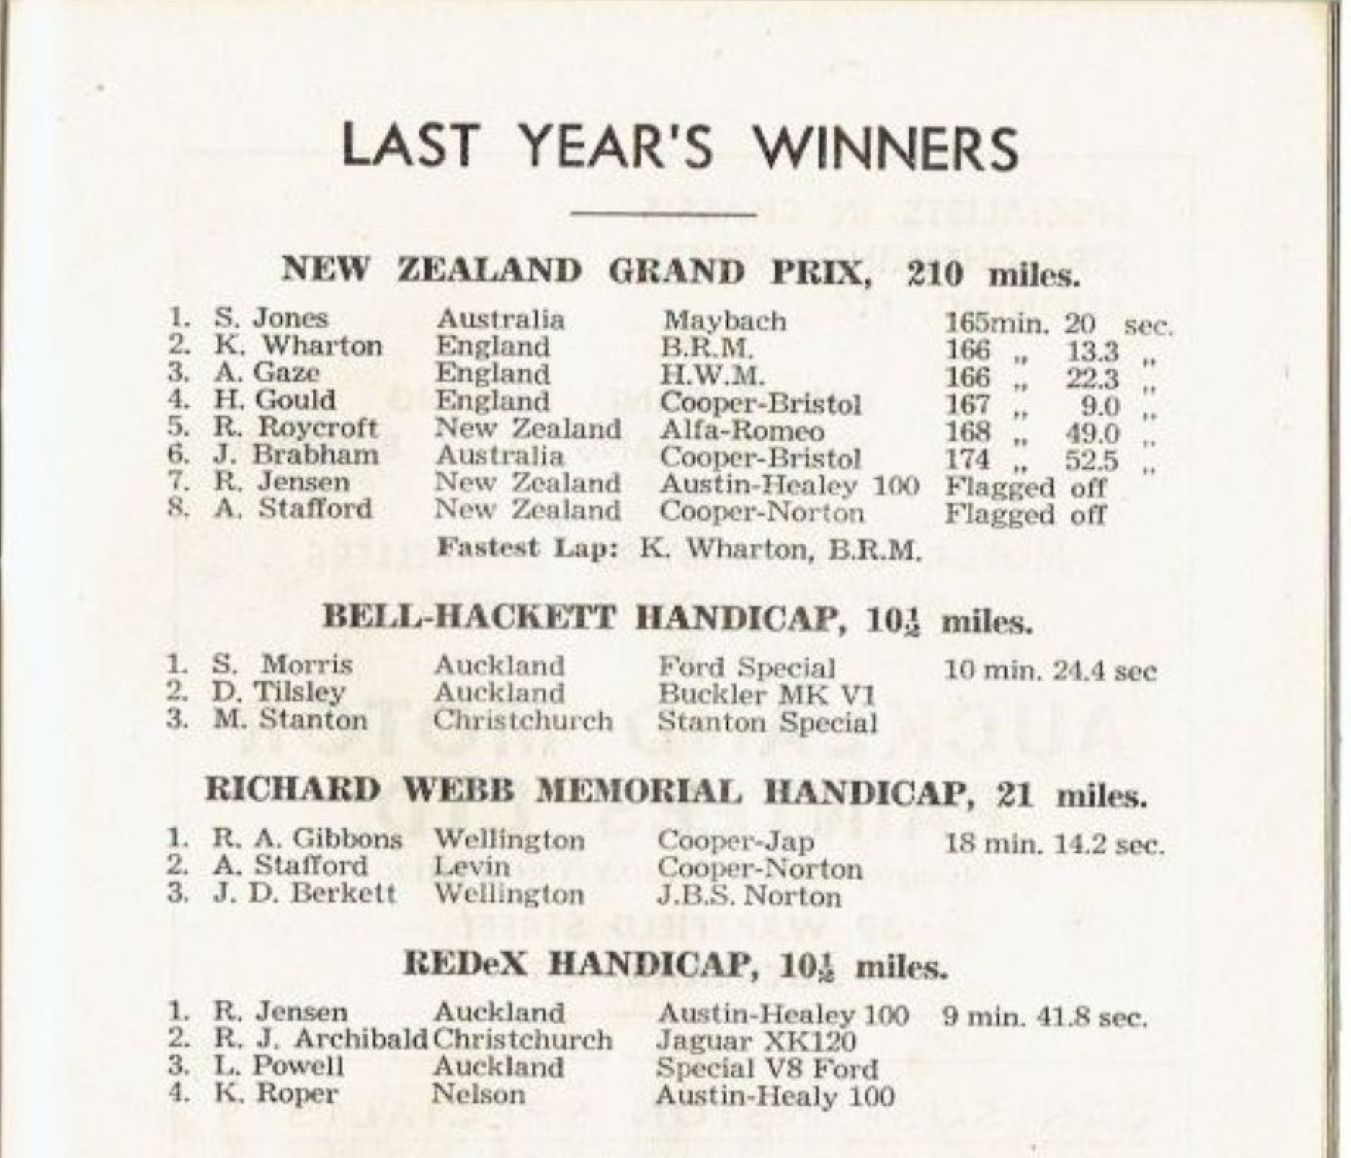 LAST YEAR'S WINNERS
NEW ZEALAND GRAND PRIX, 210 miles.
1. S. Jones Australia Maybach 165min. 20 sec.
2. K. Wharton England B.R.M. 166 „ 13.3 „
3. A. Gaze England H.W.M. 166 „ 22.3 „
4. H. Gould England Cooper-Bristol 167 „ 9.0 „
5. R. Roycroft New Zealand Alfa-Romeo 168 „ 49.0 „
6. J. Brabham Australia Cooper-Bristol 174 „ 52.5 „
7. R. Jensen New Zealand Austin-Healey 100 Flagged off
8. A. Stafford New Zealand Cooper-Norton Flagged off
Fastest Lap: K. Wharton, B.R.M.
BELL-HACKETT HANDICAP, 10½ miles.
1. S. Morris Auckland Ford Special 10 min. 24.4 sec
2. D. Tilsley Auckland Buckler MK V1
3. M. Stanton Christchurch Stanton Special
RICHARD WEBB MEMORIAL HANDICAP, 21 miles.
1. R. A. Gibbons Wellington Cooper-Jap 18 min. 14.2 sec.
2. A. Stafford Levin Cooper-Norton
3. J. D. Berkett Wellington J.B.S. Norton
REDeX HANDICAP, 10½ miles.
1. R. Jensen Auckland Austin-Healey 100 9 min. 41.8 sec.
2. R. J. Archibald Christchurch Jaguar XK120
3. L. Powell Auckland Special V8 Ford
4. K. Roper Nelson Austin-Healy 100